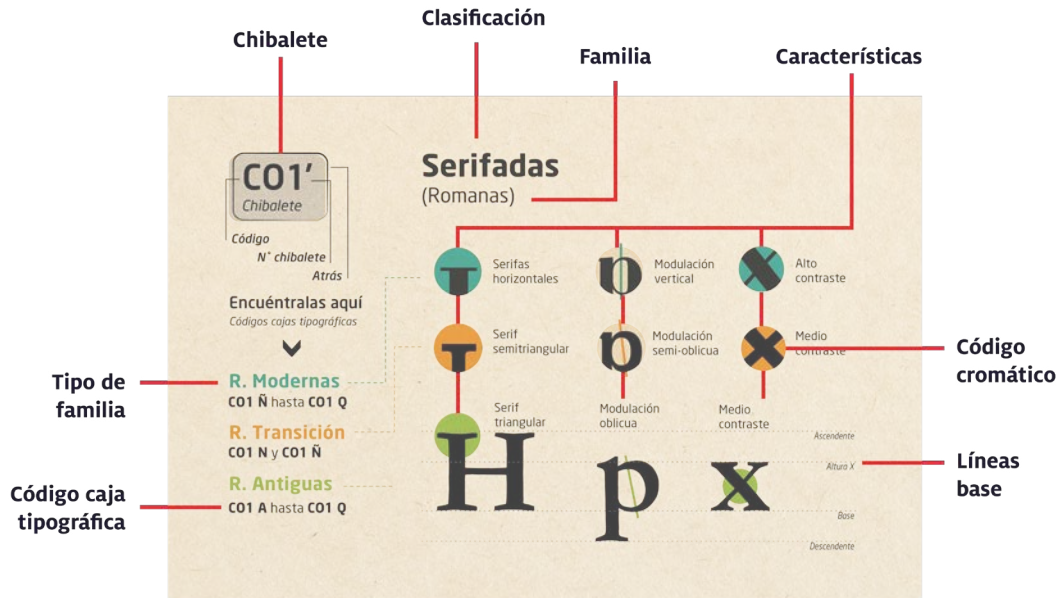 Clasificación
Chibalete
Familia
Características
CO1’
Chibalete
Código
N° chibalete
Atrás
Encuéntralas aquí
Códigos cajas tipográficas
R. Modernas
CO1 Ñ hasta CO1 Q
R. Transición
CO1 N y CO1 Ñ
R. Antiguas
CO1 A hasta CO1 Q
Serifadas
(Romanas)
Serifas
horizontales
Modulación
vertical
Alto
contraste
Serif
semitriangular
Modulación
semi-oblicua
Medio
contraste
Serif
triangular
Modulación
oblicua
Medio
contraste
H p x
Ascendente
Altura X
Base
Descendente
Tipo de
familia
Código caja
tipográfica
Código
cromático
Líneas
base